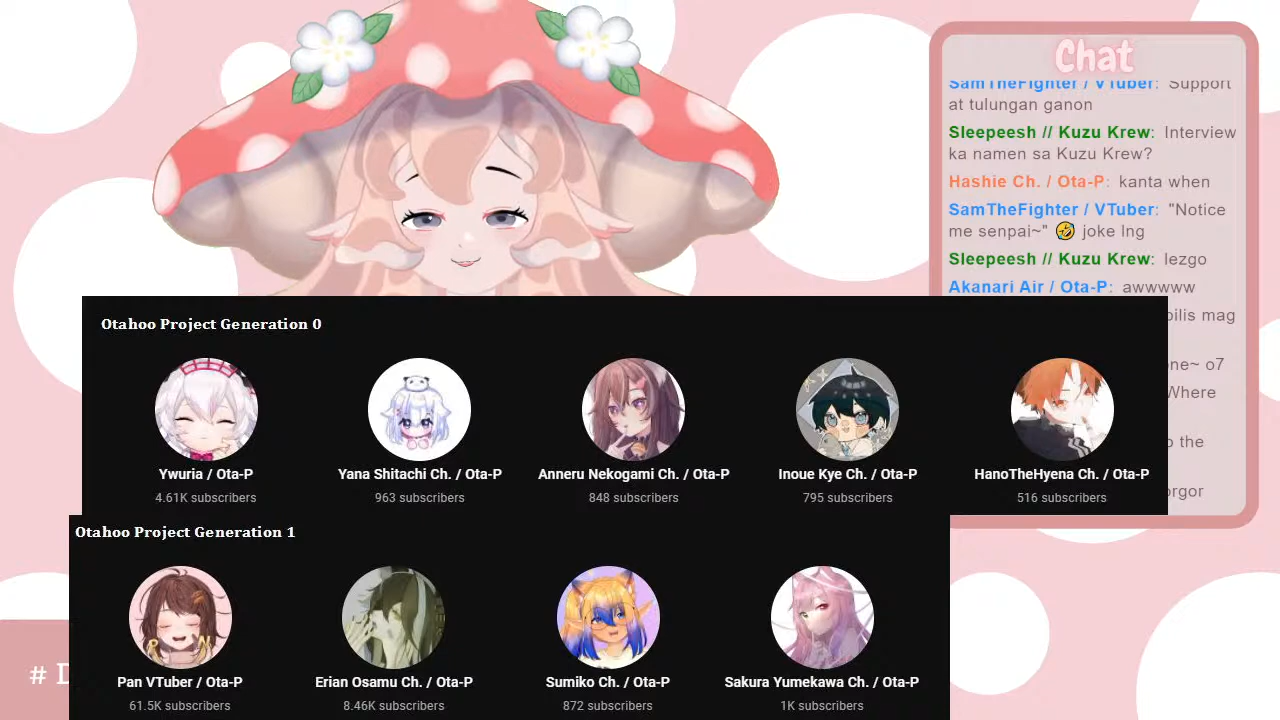 Chat
SamTheFighter / VTuber: Support
at tulungan ganon
Sleepeesh // Kuzu Krew: Interview
ka namen sa Kuzu Krew?
Hashie Ch. / Ota-P: kanta when
SamTheFighter / VTuber: "Notice
me senpai~" 🤣 joke lng
Sleepeesh // Kuzu Krew: lezgo
Akanari Air / Ota-P: awwwww
mag
o7
Where
the
Otahoo Project Generation 0
Ywuria / Ota-P
4.61K subscribers
Yana Shitachi Ch. / Ota-P
963 subscribers
Anneru Nekogami Ch. / Ota-P
848 subscribers
Inoue Kye Ch. / Ota-P
795 subscribers
HanoTheHyena Ch. / Ota-P
516 subscribers
Otahoo Project Generation 1
Pan VTuber / Ota-P
61.5K subscribers
Erian Osamu Ch. / Ota-P
8.46K subscribers
Sumiko Ch. / Ota-P
872 subscribers
Sakura Yumekawa Ch. / Ota-P
1K subscribers